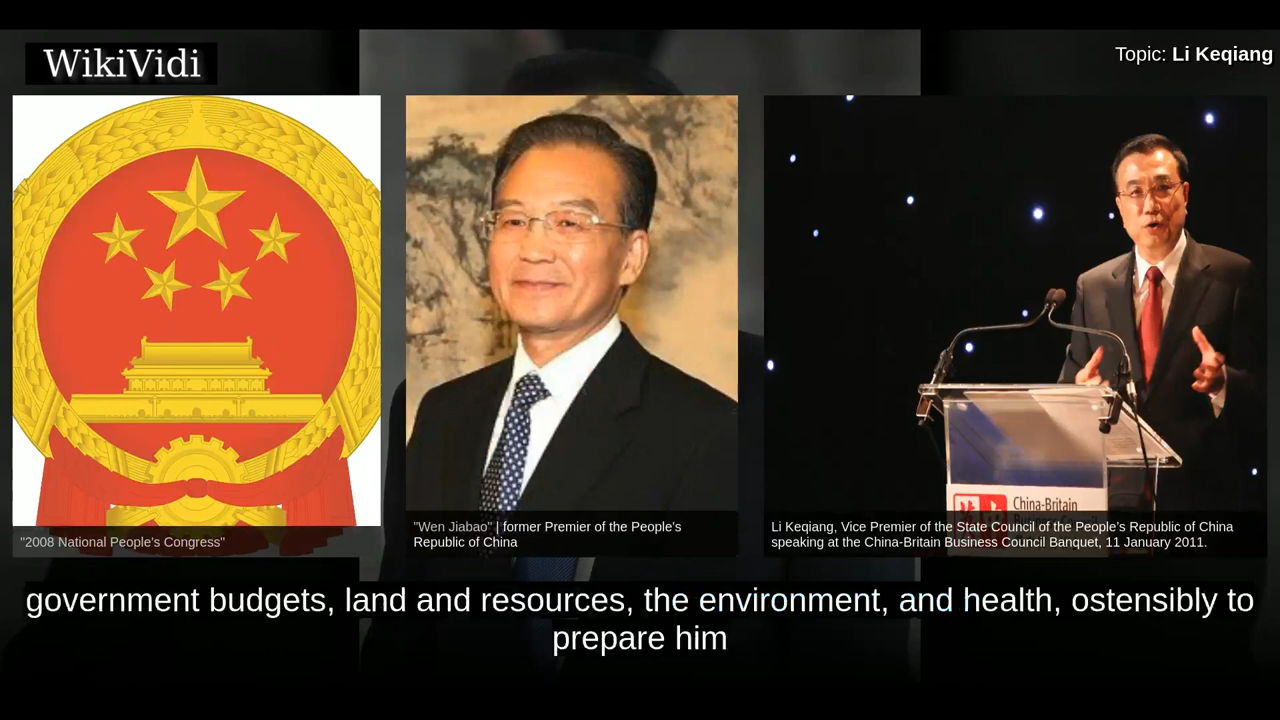 WikiVidi
Topic: Li Keqiang
"2008 National People's Congress"
"Wen Jiabao" | former Premier of the People's
Republic of China
China-Britain
Li Keqiang, Vice Premier of the State Council of the People's Republic of China
speaking at the China-Britain Business Council Banquet, 11 January 2011.
government budgets, land and resources, the environment, and health, ostensibly to
prepare him